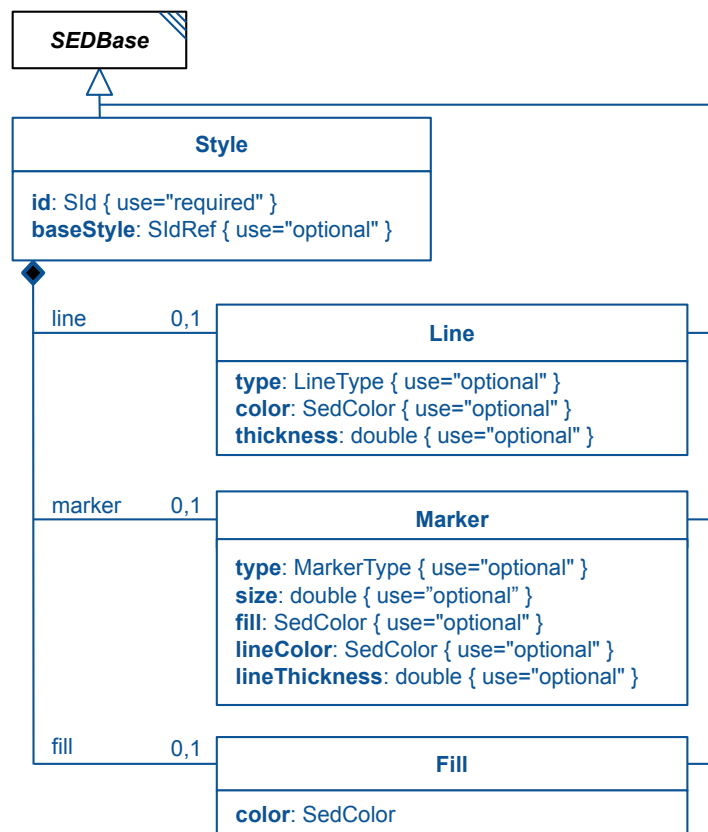 SEDBase
Style
id: SId { use="required" }
baseStyle: SIdRef { use="optional" }
line 0,1
Line
type: LineType { use="optional" }
color: SedColor { use="optional" }
thickness: double { use="optional" }
marker 0,1
Marker
type: MarkerType { use="optional" }
size: double { use=”optional” }
fill: SedColor { use="optional" }
lineColor: SedColor { use="optional" }
lineThickness: double { use="optional" }
fill 0,1
Fill
color: SedColor